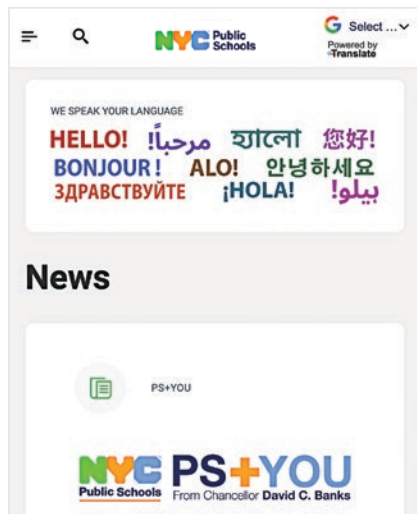 NYC Public Schools
Select ...
Powered by
Translate
WE SPEAK YOUR LANGUAGE
HELLO! مرحباً! হ্যালো 您好!
BONJOUR! ALO! 안녕하세요
ЗДРАВСТВУЙТЕ ¡HOLA! بيلو!
News
PS+YOU
NYC Public Schools PS+YOU
From Chancellor David C. Banks